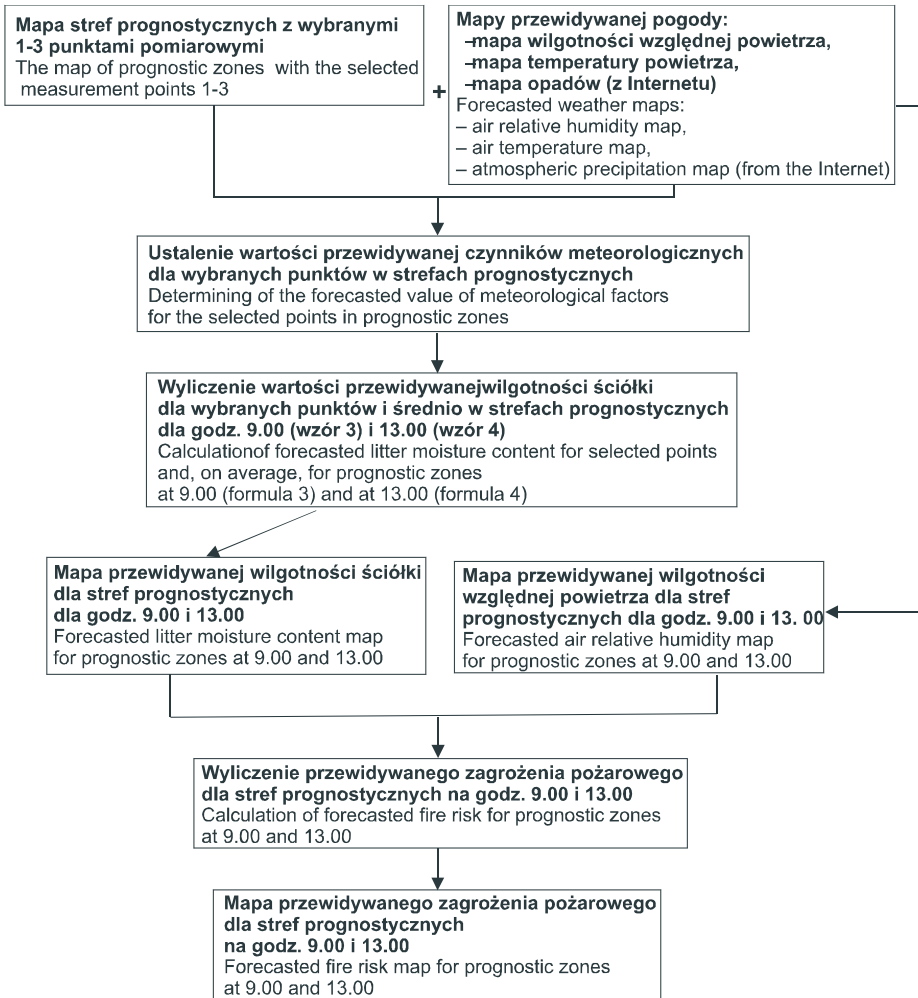 Mapa stref prognostycznych z wybranymi
1-3 punktami pomiarowymi
The map of prognostic zones with the selected
measurement points 1-3
+
Mapy przewidywanej pogody:
–mapa wilgotności względnej powietrza,
–mapa temperatury powietrza,
–mapa opadów (z Internetu)
Forecasted weather maps:
– air relative humidity map,
– air temperature map,
– atmospheric precipitation map (from the Internet)
Ustalenie wartości przewidywanej czynników meteorologicznych
dla wybranych punktów w strefach prognostycznych
Determining of the forecasted value of meteorological factors
for the selected points in prognostic zones
Wyliczenie wartości przewidywanejwilgotności ściółki
dla wybranych punktów i średnio w strefach prognostycznych
dla godz. 9.00 (wzór 3) i 13.00 (wzór 4)
Calculationof forecasted litter moisture content for selected points
and, on average, for prognostic zones
at 9.00 (formula 3) and at 13.00 (formula 4)
Mapa przewidywanej wilgotności ściółki
dla stref prognostycznych
dla godz. 9.00 i 13.00
Forecasted litter moisture content map
for prognostic zones at 9.00 and 13.00
Mapa przewidywanej wilgotności
względnej powietrza dla stref
prognostycznych dla godz. 9.00 i 13. 00
Forecasted air relative humidity map
for prognostic zones at 9.00 and 13.00
Wyliczenie przewidywanego zagrożenia pożarowego
dla stref prognostycznych na godz. 9.00 i 13.00
Calculation of forecasted fire risk for prognostic zones
at 9.00 and 13.00
Mapa przewidywanego zagrożenia pożarowego
dla stref prognostycznych
na godz. 9.00 i 13.00
Forecasted fire risk map for prognostic zones
at 9.00 and 13.00